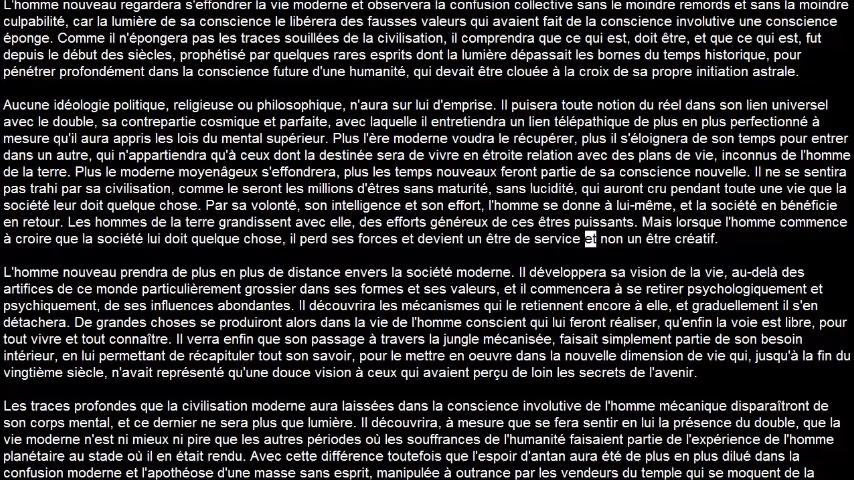 L'homme nouveau regardera s'effondrer la vie moderne et observera la confusion collective sans le moindre remords et sans la moindre
culpabilité, car la lumière de sa conscience le libérera des fausses valeurs qui avaient fait de la conscience involutive une conscience
éponge. Comme il n'épongera pas les traces souillées de la civilisation, il comprendra que ce qui est, doit être, et que ce qui est, fut
depuis le début des siècles, prophétisé par quelques rares esprits dont la lumière dépassait les bornes du temps historique, pour
pénétrer profondément dans la conscience future d'une humanité, qui devait être clouée à la croix de sa propre initiation astrale.
Aucune idéologie politique, religieuse ou philosophique, n'aura sur lui d'emprise. Il puisera toute notion du réel dans son lien universel
avec le double, sa contrepartie cosmique et parfaite, avec laquelle il entretiendra un lien télépathique de plus en plus perfectionné à
mesure qu'il aura appris les lois du mental supérieur. Plus l'ère moderne voudra le récupérer, plus il s'éloignera de son temps pour entrer
dans un autre, qui n'appartiendra qu'à ceux dont la destinée sera de vivre en étroite relation avec des plans de vie, inconnus de l'homme
de la terre. Plus le moderne moyenâgeux s'effondrera, plus les temps nouveaux feront partie de sa conscience nouvelle. Il ne se sentira
pas trahi par sa civilisation, comme le seront les millions d'êtres sans maturité, sans lucidité, qui auront cru pendant toute une vie que la
société leur doit quelque chose. Par sa volonté, son intelligence et son effort, l'homme se donne à lui-même, et la société en bénéficie
en retour. Les hommes de la terre grandissent avec elle, des efforts généreux de ces êtres puissants. Mais lorsque l'homme commence
à croire que la société lui doit quelque chose, il perd ses forces et devient un être de service et non un être créatif.
L'homme nouveau prendra de plus en plus de distance envers la société moderne. Il développera sa vision de la vie, au-delà des
artifices de ce monde particulièrement grossier dans ses formes et ses valeurs, et il commencera à se retirer psychologiquement et
psychiquement, de ses influences abondantes. Il découvrira les mécanismes qui le retiennent encore à elle, et graduellement il s'en
détachera. De grandes choses se produiront alors dans la vie de l'homme conscient qui lui feront réaliser, qu'enfin la voie est libre, pour
tout vivre et tout connaître. Il verra enfin que son passage à travers la jungle mécanisée, faisait simplement partie de son besoin
intérieur, en lui permettant de récapituler tout son savoir, pour le mettre en oeuvre dans la nouvelle dimension de vie qui, jusqu'à la fin du
vingtième siècle, n'avait représenté qu'une douce vision à ceux qui avaient perçu de loin les secrets de l'avenir.
Les traces profondes que la civilisation moderne aura laissées dans la conscience involutive de l'homme mécanique disparaîtront de
son corps mental, et ce dernier ne sera plus que lumière. Il découvrira, à mesure que se fera sentir en lui la présence du double, que la
vie moderne n'est ni mieux ni pire que les autres périodes où les souffrances de l'humanité faisaient partie de l'expérience de l'homme
planétaire au stade où il en était rendu. Avec cette différence toutefois que l'espoir d'antan aura été de plus en plus dilué dans la
confusion moderne et l'apothéose d'une masse sans esprit, manipulée à outrance par les vendeurs du temple qui se moquent de la